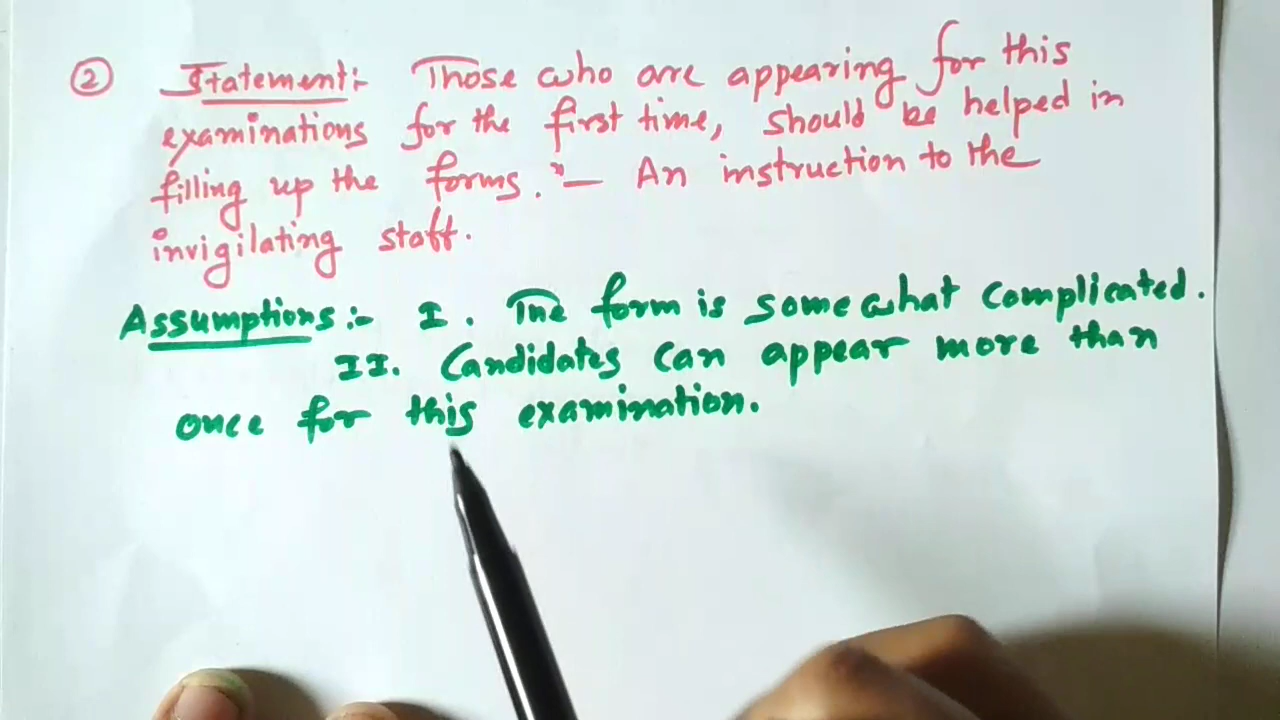 ② Statement:- Those who are appearing for this
examinations for the first time, should be helped in
filling up the forms." — An instruction to the
invigilating staff.
Assumptions:- I. The form is somewhat complicated.
II. Candidates can appear more than
once for this examination.